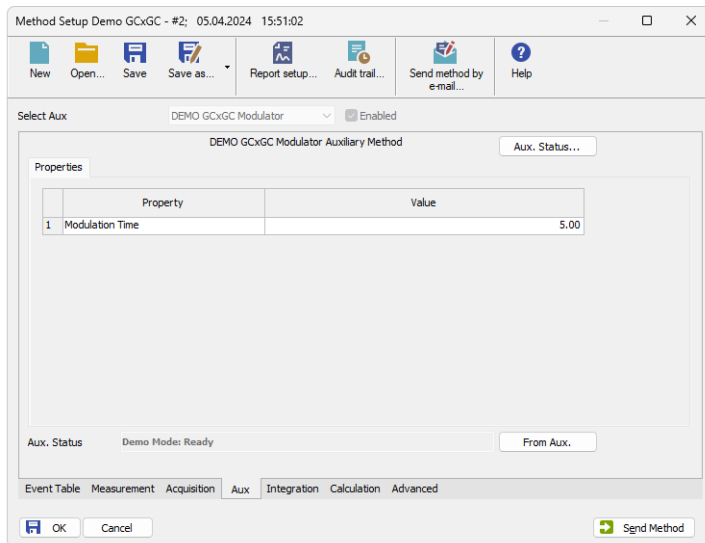 Method Setup Demo GCxGC - #2; 05.04.2024 15:51:02
New Open... Save Save as... Report setup... Audit trail... Send method by e-mail... Help
Select Aux DEMO GCxGC Modulator Enabled
DEMO GCxGC Modulator Auxiliary Method Aux. Status...
Properties
Property Value
1 Modulation Time 5.00
Aux. Status Demo Mode: Ready From Aux.
Event Table Measurement Acquisition Aux Integration Calculation Advanced
OK Cancel Send Method